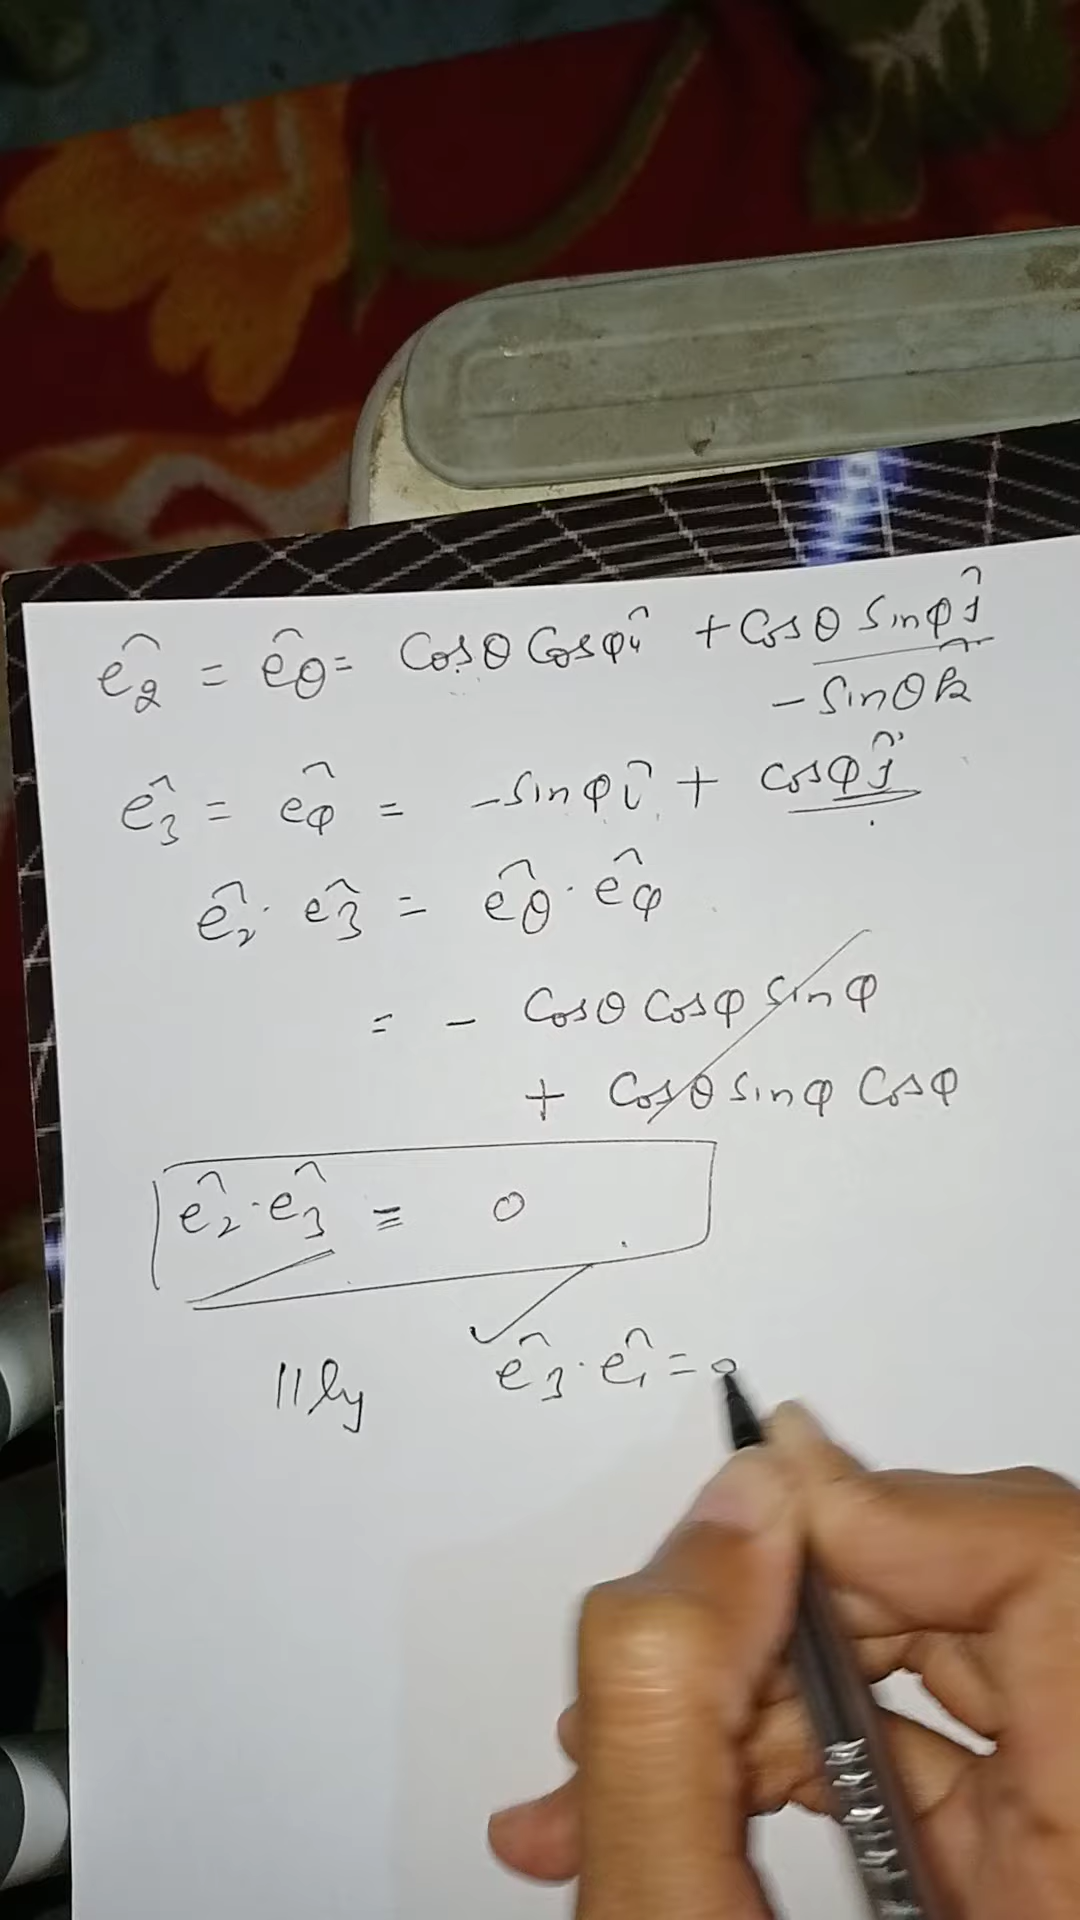 ê₂ = ê_θ = Cosθ Cosφ î + Cosθ Sinφ ĵ
- Sinθ k̂
ê₃ = ê_φ = -Sinφ î + Cosφ ĵ
ê₂ · ê₃ = ê_θ · ê_φ
= - Cosθ Cosφ Sinφ
+ Cosθ Sinφ Cosφ
ê₂ · ê₃ = 0
||ly ê₃ · ê₁ = 0